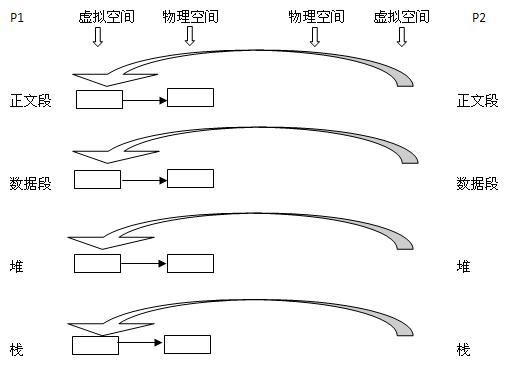 P1 虚拟空间 物理空间 物理空间 虚拟空间 P2
正文段 正文段
数据段 数据段
堆 堆
栈 栈